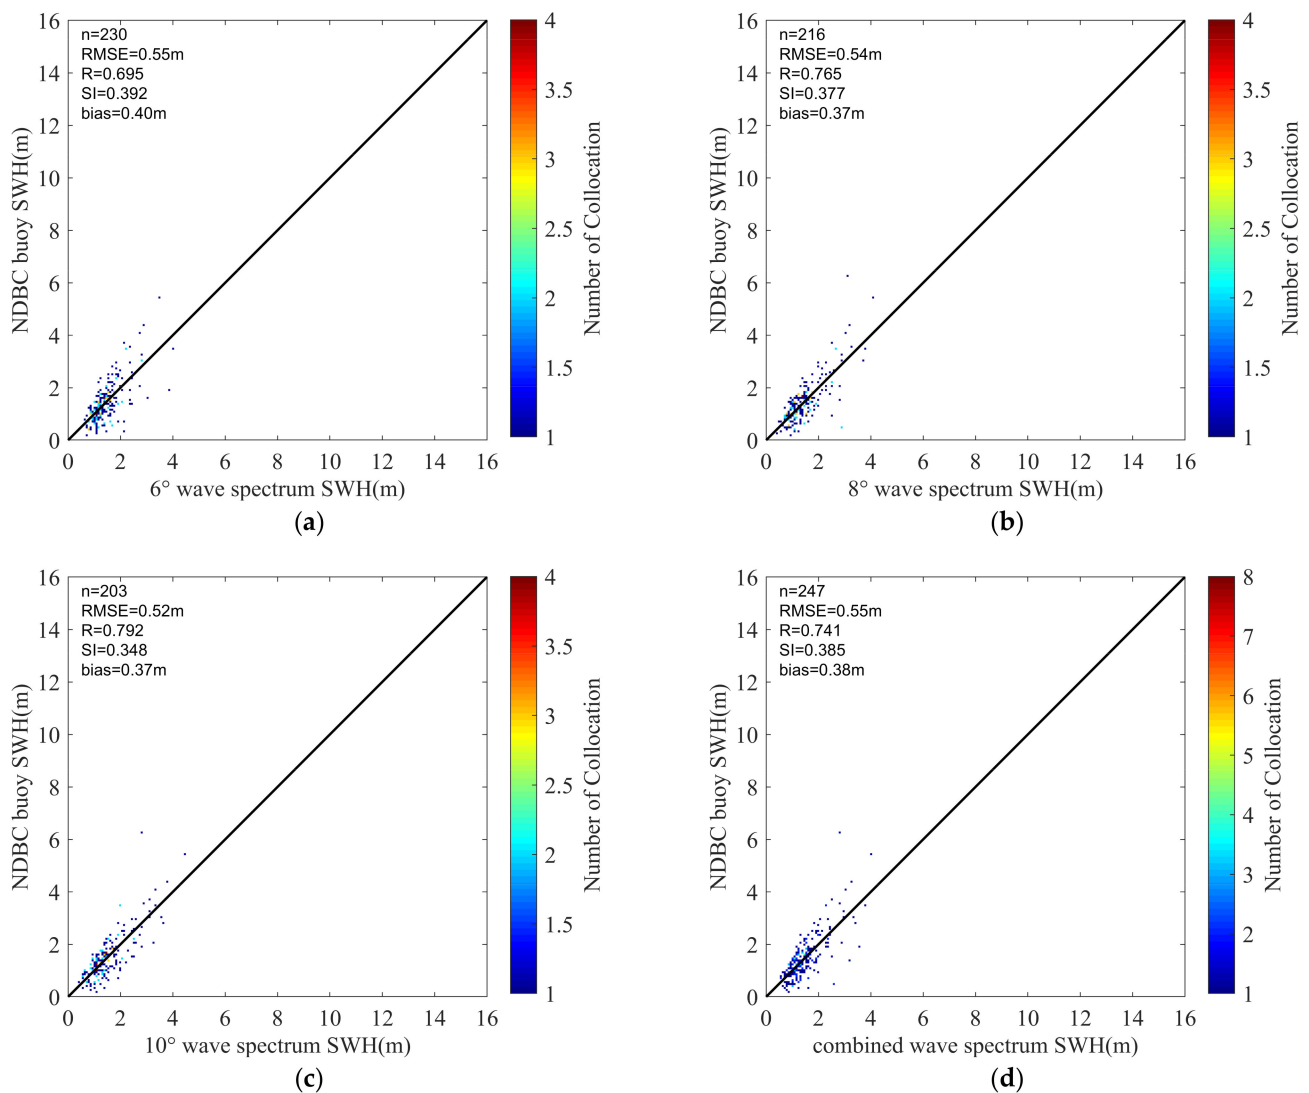 n=230
RMSE=0.55m
R=0.695
SI=0.392
bias=0.40m
16
14
12
10
8
6
4
2
0
NDBC buoy SWH(m)
0 2 4 6 8 10 12 14 16
6° wave spectrum SWH(m)
4
3.5
3
2.5
2
1.5
1
Number of Collocation
(a)
n=216
RMSE=0.54m
R=0.765
SI=0.377
bias=0.37m
16
14
12
10
8
6
4
2
0
NDBC buoy SWH(m)
0 2 4 6 8 10 12 14 16
8° wave spectrum SWH(m)
4
3.5
3
2.5
2
1.5
1
Number of Collocation
(b)
n=203
RMSE=0.52m
R=0.792
SI=0.348
bias=0.37m
16
14
12
10
8
6
4
2
0
NDBC buoy SWH(m)
0 2 4 6 8 10 12 14 16
10° wave spectrum SWH(m)
4
3.5
3
2.5
2
1.5
1
Number of Collocation
(c)
n=247
RMSE=0.55m
R=0.741
SI=0.385
bias=0.38m
16
14
12
10
8
6
4
2
0
NDBC buoy SWH(m)
0 2 4 6 8 10 12 14 16
combined wave spectrum SWH(m)
8
7
6
5
4
3
2
1
Number of Collocation
(d)